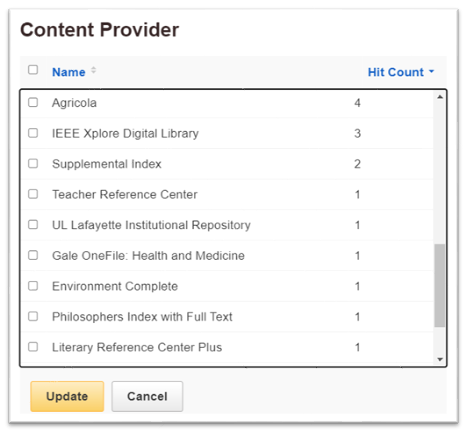 Content Provider
Name Hit Count
Agricola 4
IEEE Xplore Digital Library 3
Supplemental Index 2
Teacher Reference Center 1
UL Lafayette Institutional Repository 1
Gale OneFile: Health and Medicine 1
Environment Complete 1
Philosophers Index with Full Text 1
Literary Reference Center Plus 1
Update Cancel